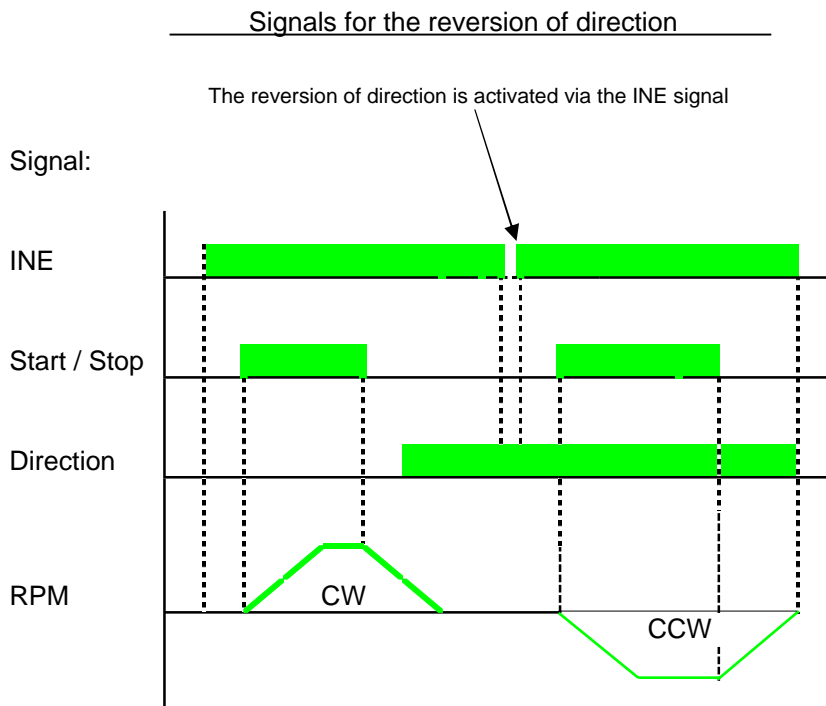 Signals for the reversion of direction
The reversion of direction is activated via the INE signal
Signal:
INE
Start / Stop
Direction
RPM
CW
CCW